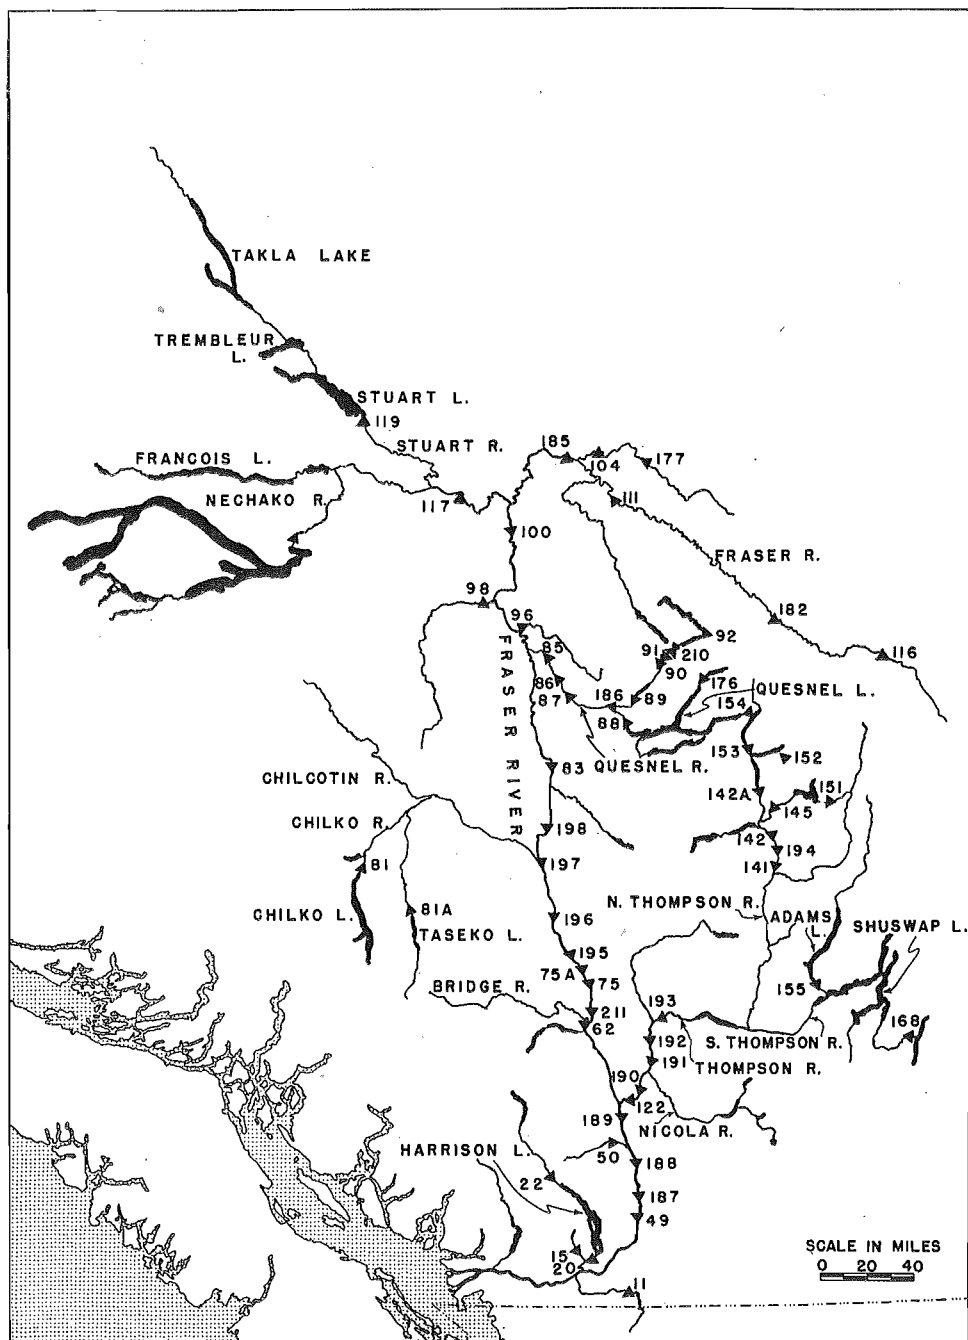 TAKLA LAKE
TREMBLEUR
L.
STUART L.
119
STUART R.
185
104
177
FRANCOIS L.
NECHAKO R.
117
111
100
FRASER R.
98
96
182
92
91
210
116
85
90
86
176
87
186
89
QUESNEL L.
88
154
FRASER RIVER
153
152
83
QUESNEL R.
CHILCOTIN R.
142A
151
145
CHILKO R.
198
142
194
81
197
141
N. THOMPSON R.
CHILKO L.
81A
196
ADAMS
L.
SHUSWAP L.
TASEKO L.
195
75A
BRIDGE R.
75
155
211
193
62
168
192
S. THOMPSON R.
191
THOMPSON R.
190
122
189
NICOLA R.
HARRISON L.
50
188
22
187
49
15
20
SCALE IN MILES
0 20 40
11